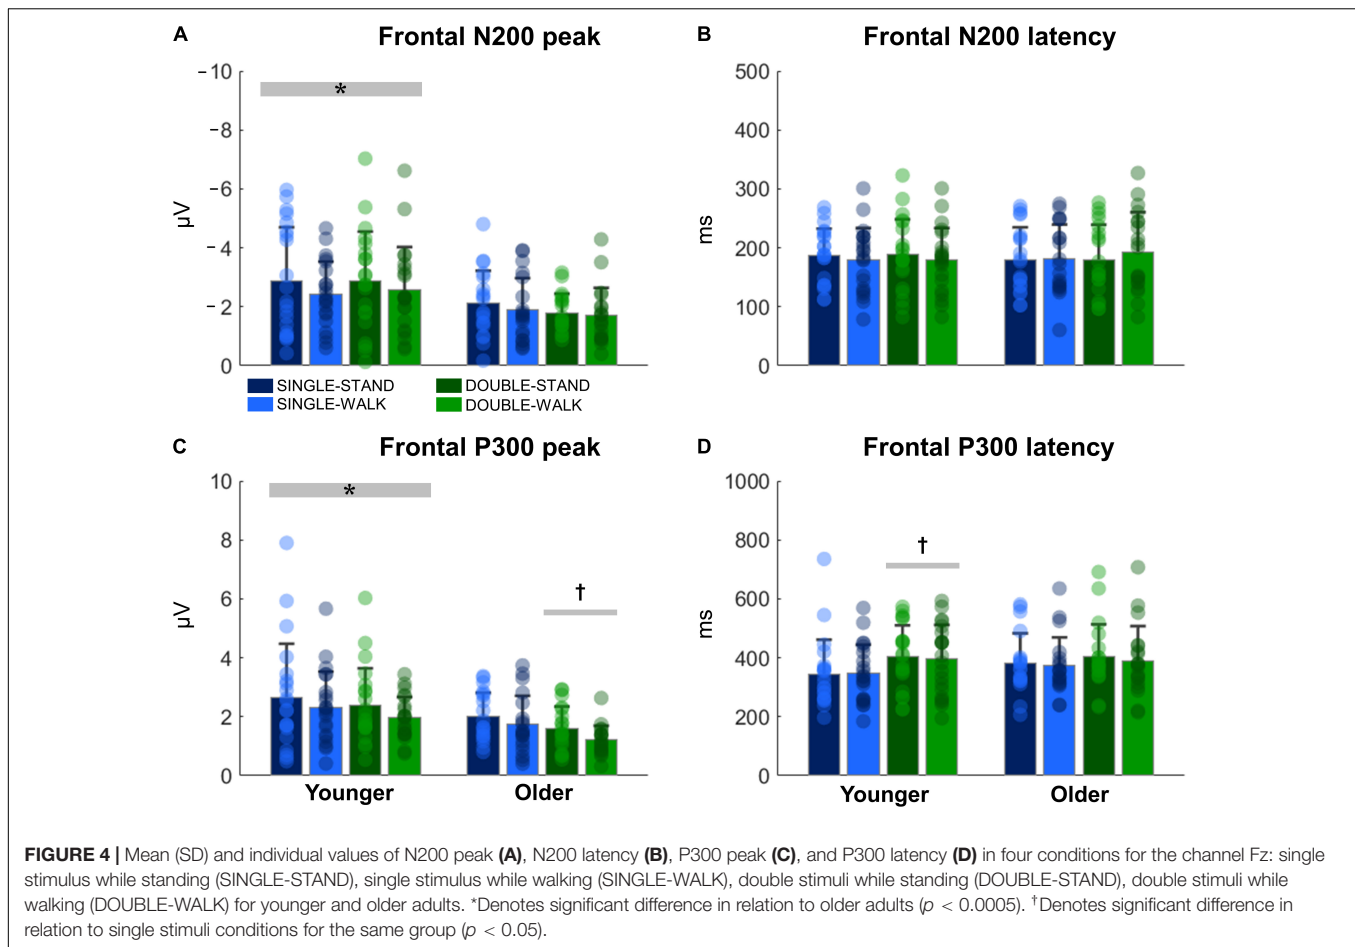 A Frontal N200 peak
−10
−8
−6
−4
−2
0
µV
*
B Frontal N200 latency
500
400
300
200
100
0
ms
SINGLE-STAND DOUBLE-STAND
SINGLE-WALK DOUBLE-WALK
C Frontal P300 peak
10
8
6
4
2
0
µV
*
†
Younger Older
D Frontal P300 latency
1000
800
600
400
200
0
ms
†
Younger Older
FIGURE 4 | Mean (SD) and individual values of N200 peak (A), N200 latency (B), P300 peak (C), and P300 latency (D) in four conditions for the channel Fz: single
stimulus while standing (SINGLE-STAND), single stimulus while walking (SINGLE-WALK), double stimuli while standing (DOUBLE-STAND), double stimuli while
walking (DOUBLE-WALK) for younger and older adults. *Denotes significant difference in relation to older adults (p < 0.0005). †Denotes significant difference in
relation to single stimuli conditions for the same group (p < 0.05).